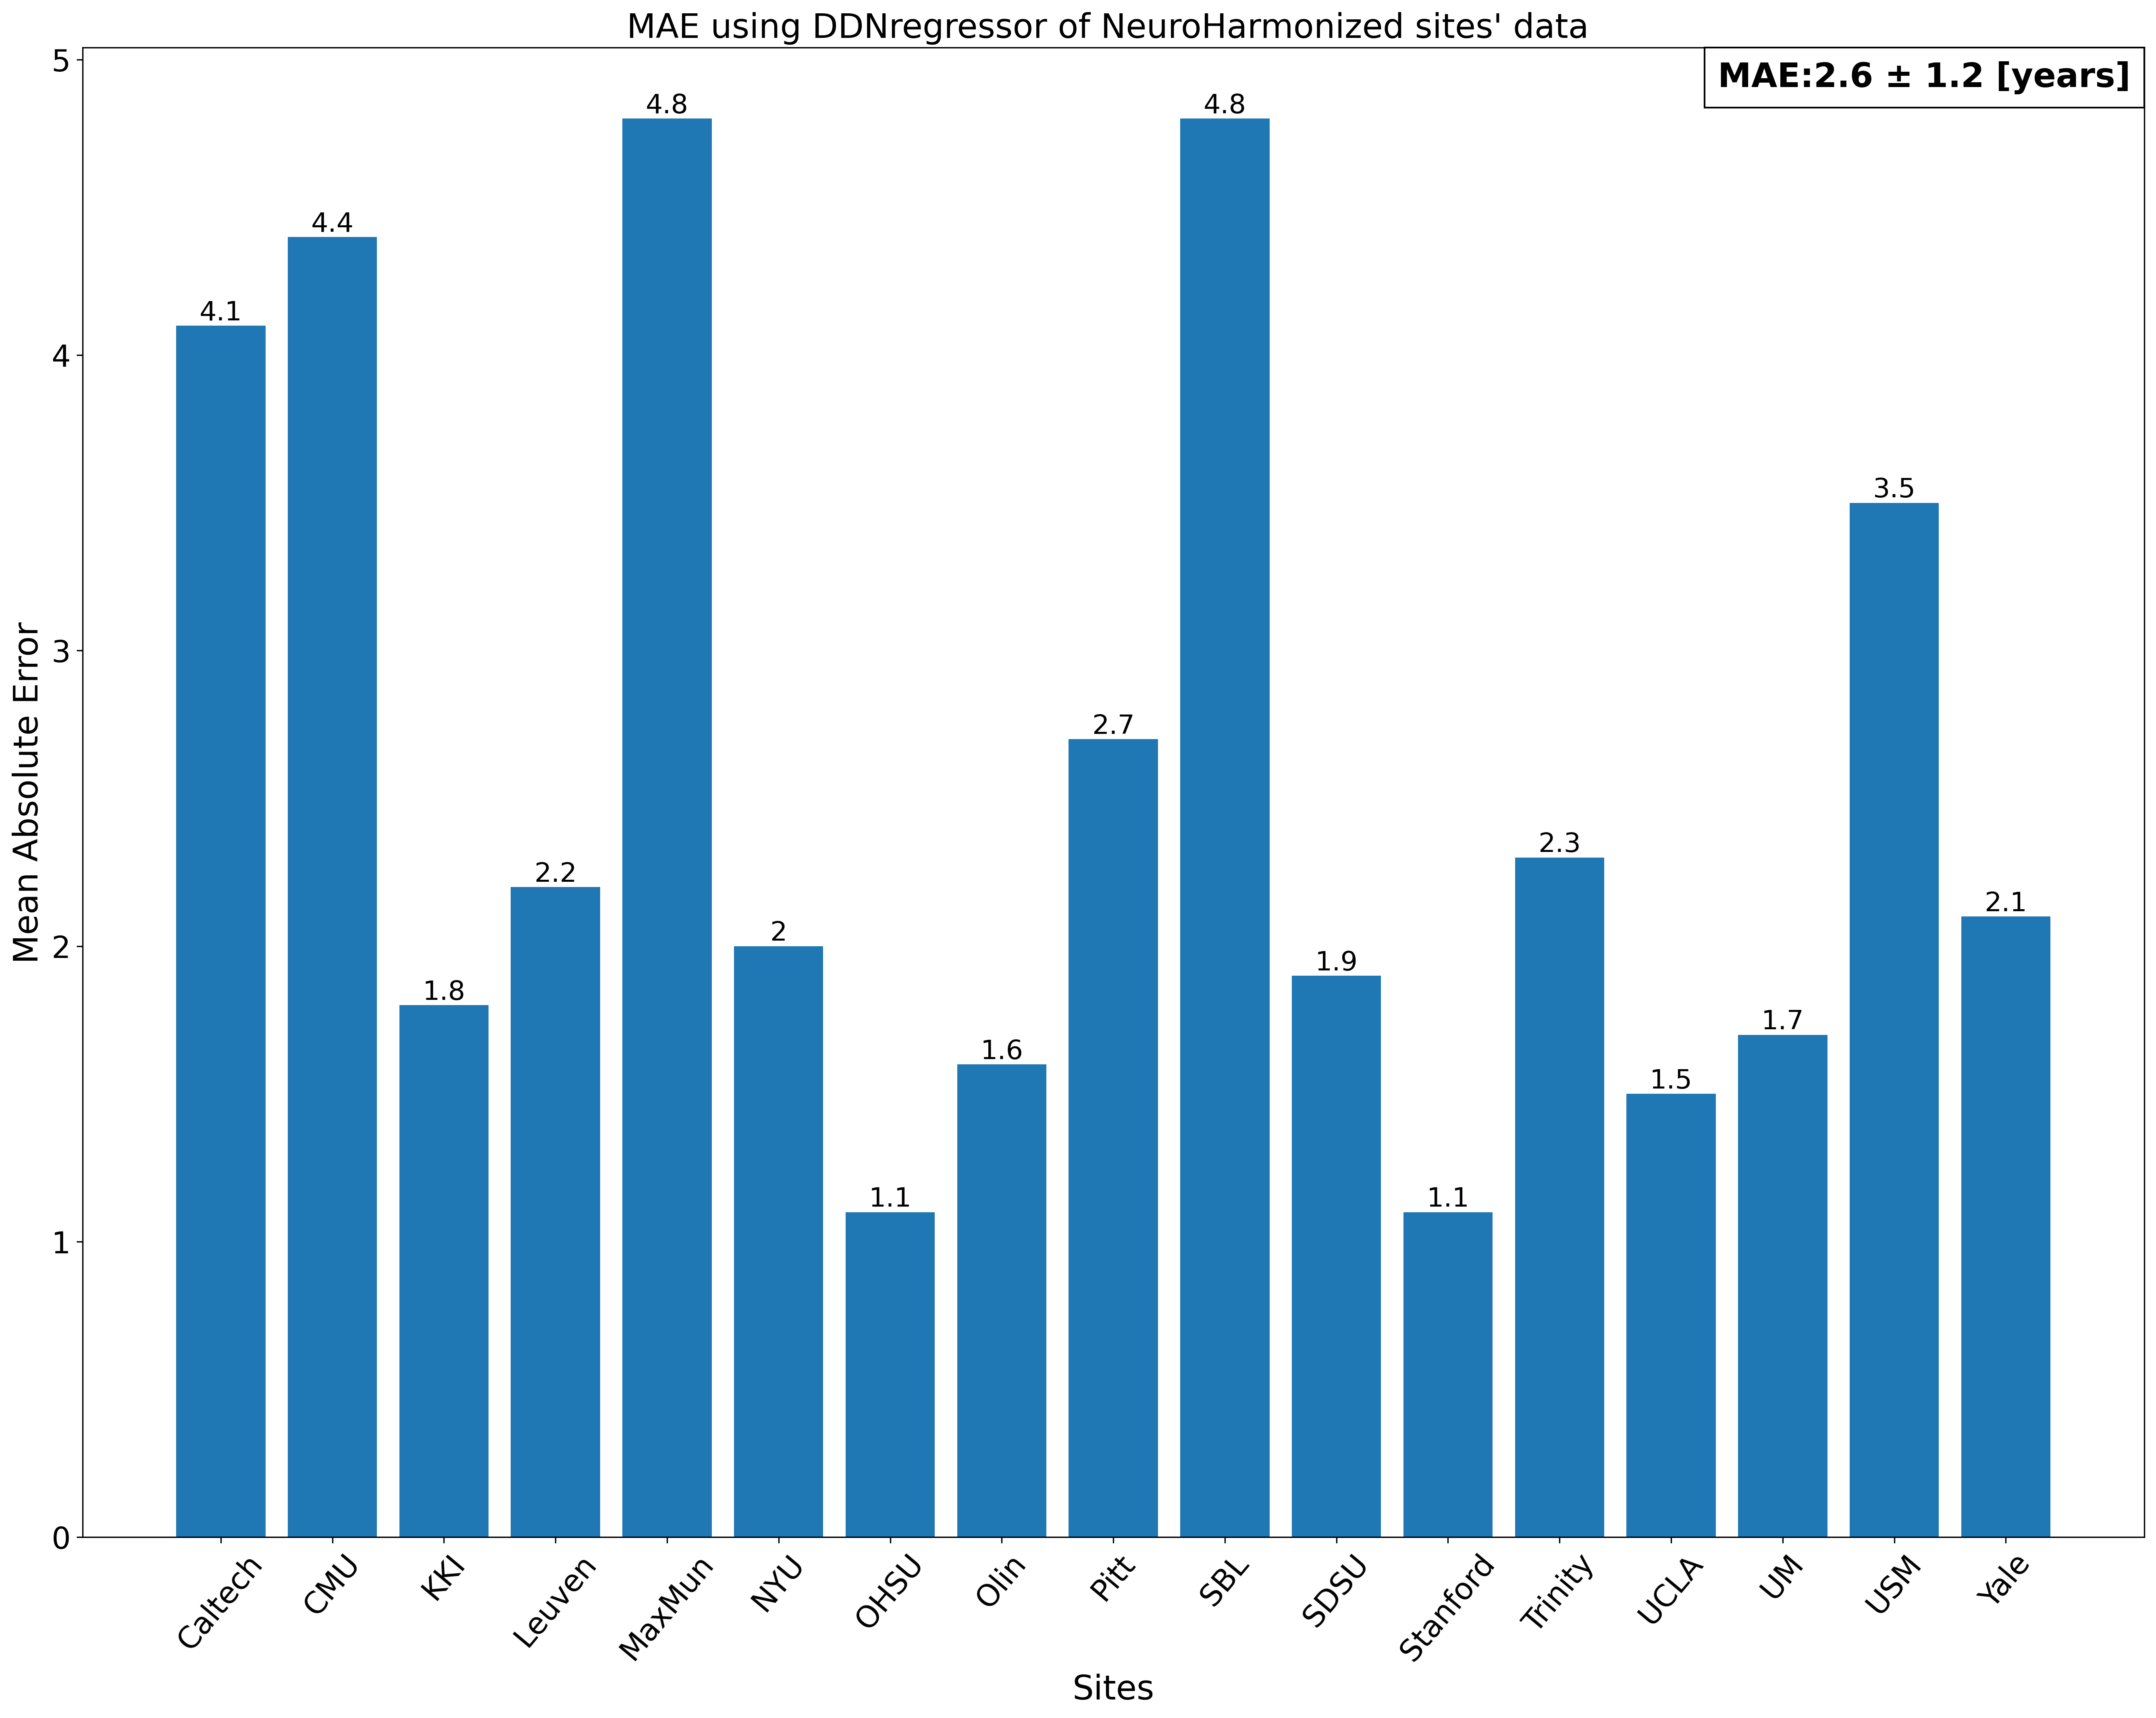 MAE using DDNregressor of NeuroHarmonized sites' data
MAE:2.6 ± 1.2 [years]
Mean Absolute Error
5
4
3
2
1
0
4.1
4.4
1.8
2.2
4.8
2
1.1
1.6
2.7
4.8
1.9
1.1
2.3
1.5
1.7
3.5
2.1
Caltech
CMU
KKI
Leuven
MaxMun
NYU
OHSU
Olin
Pitt
SBL
SDSU
Stanford
Trinity
UCLA
UM
USM
Yale
Sites